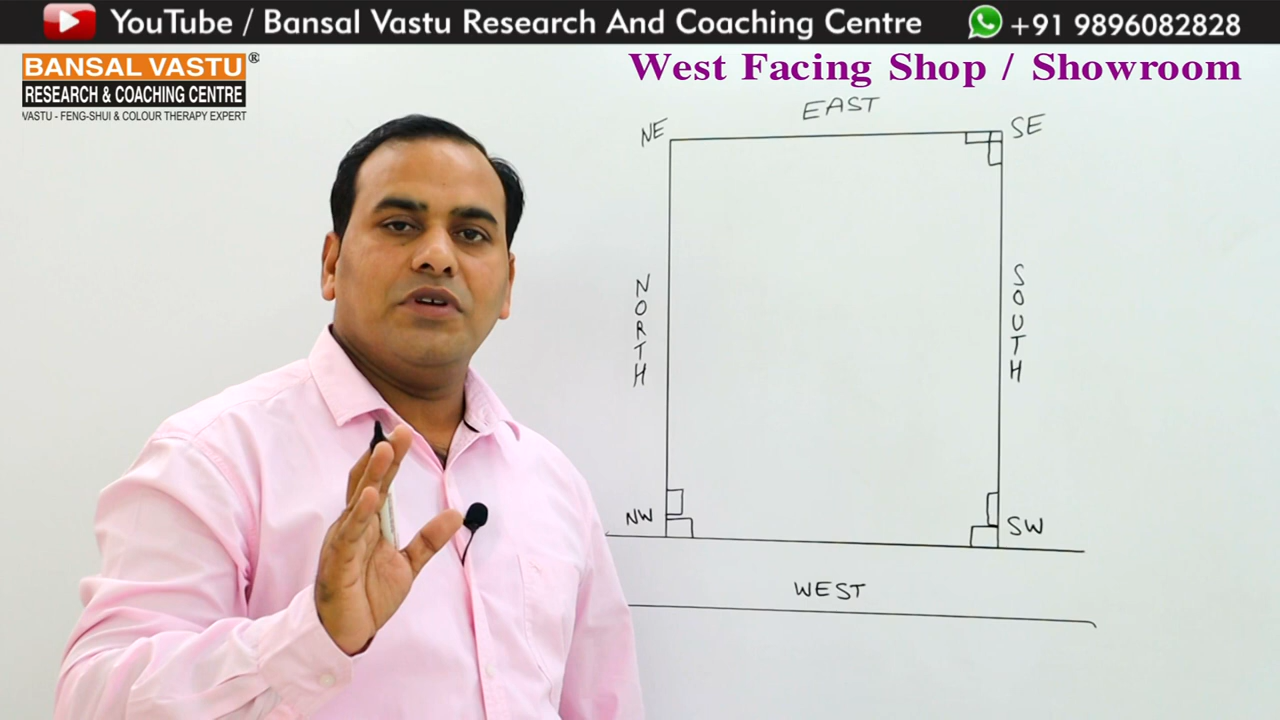 YouTube / Bansal Vastu Research And Coaching Centre +91 9896082828
BANSAL VASTU®
RESEARCH & COACHING CENTRE
VASTU - FENG-SHUI & COLOUR THERAPY EXPERT
West Facing Shop / Showroom
EAST
NE
SE
NORTH
SOUTH
NW
SW
WEST